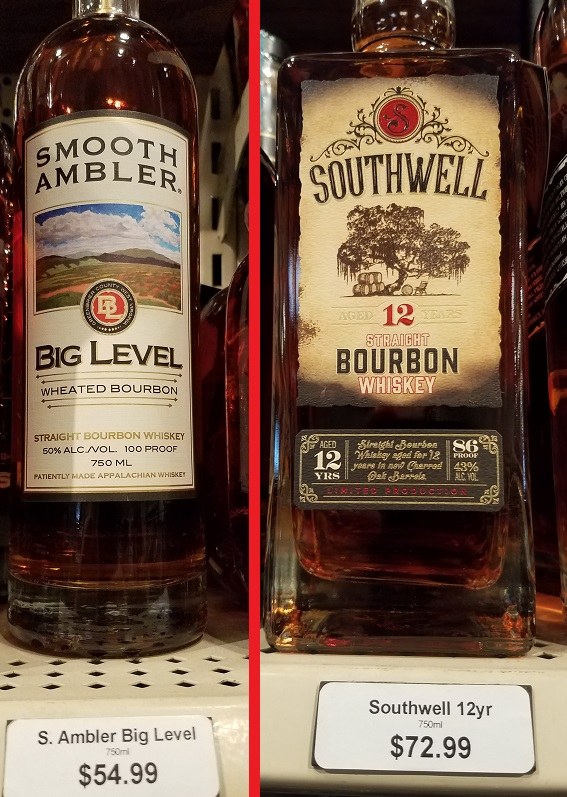 SMOOTH
AMBLER®
BL
BIG LEVEL
WHEATED BOURBON
STRAIGHT BOURBON WHISKEY
50% ALC./VOL. 100 PROOF
750 ML
PATIENTLY MADE APPALACHIAN WHISKEY
S. Ambler Big Level
750ml
$54.99
S
SOUTHWELL
AGED 12 YEARS
STRAIGHT
BOURBON
WHISKEY
AGED
12
YRS
Straight Bourbon
Whiskey aged for 12
years in new Charred
Oak Barrels.
86
PROOF
43%
ALC. VOL.
LIMITED PRODUCTION
Southwell 12yr
750ml
$72.99